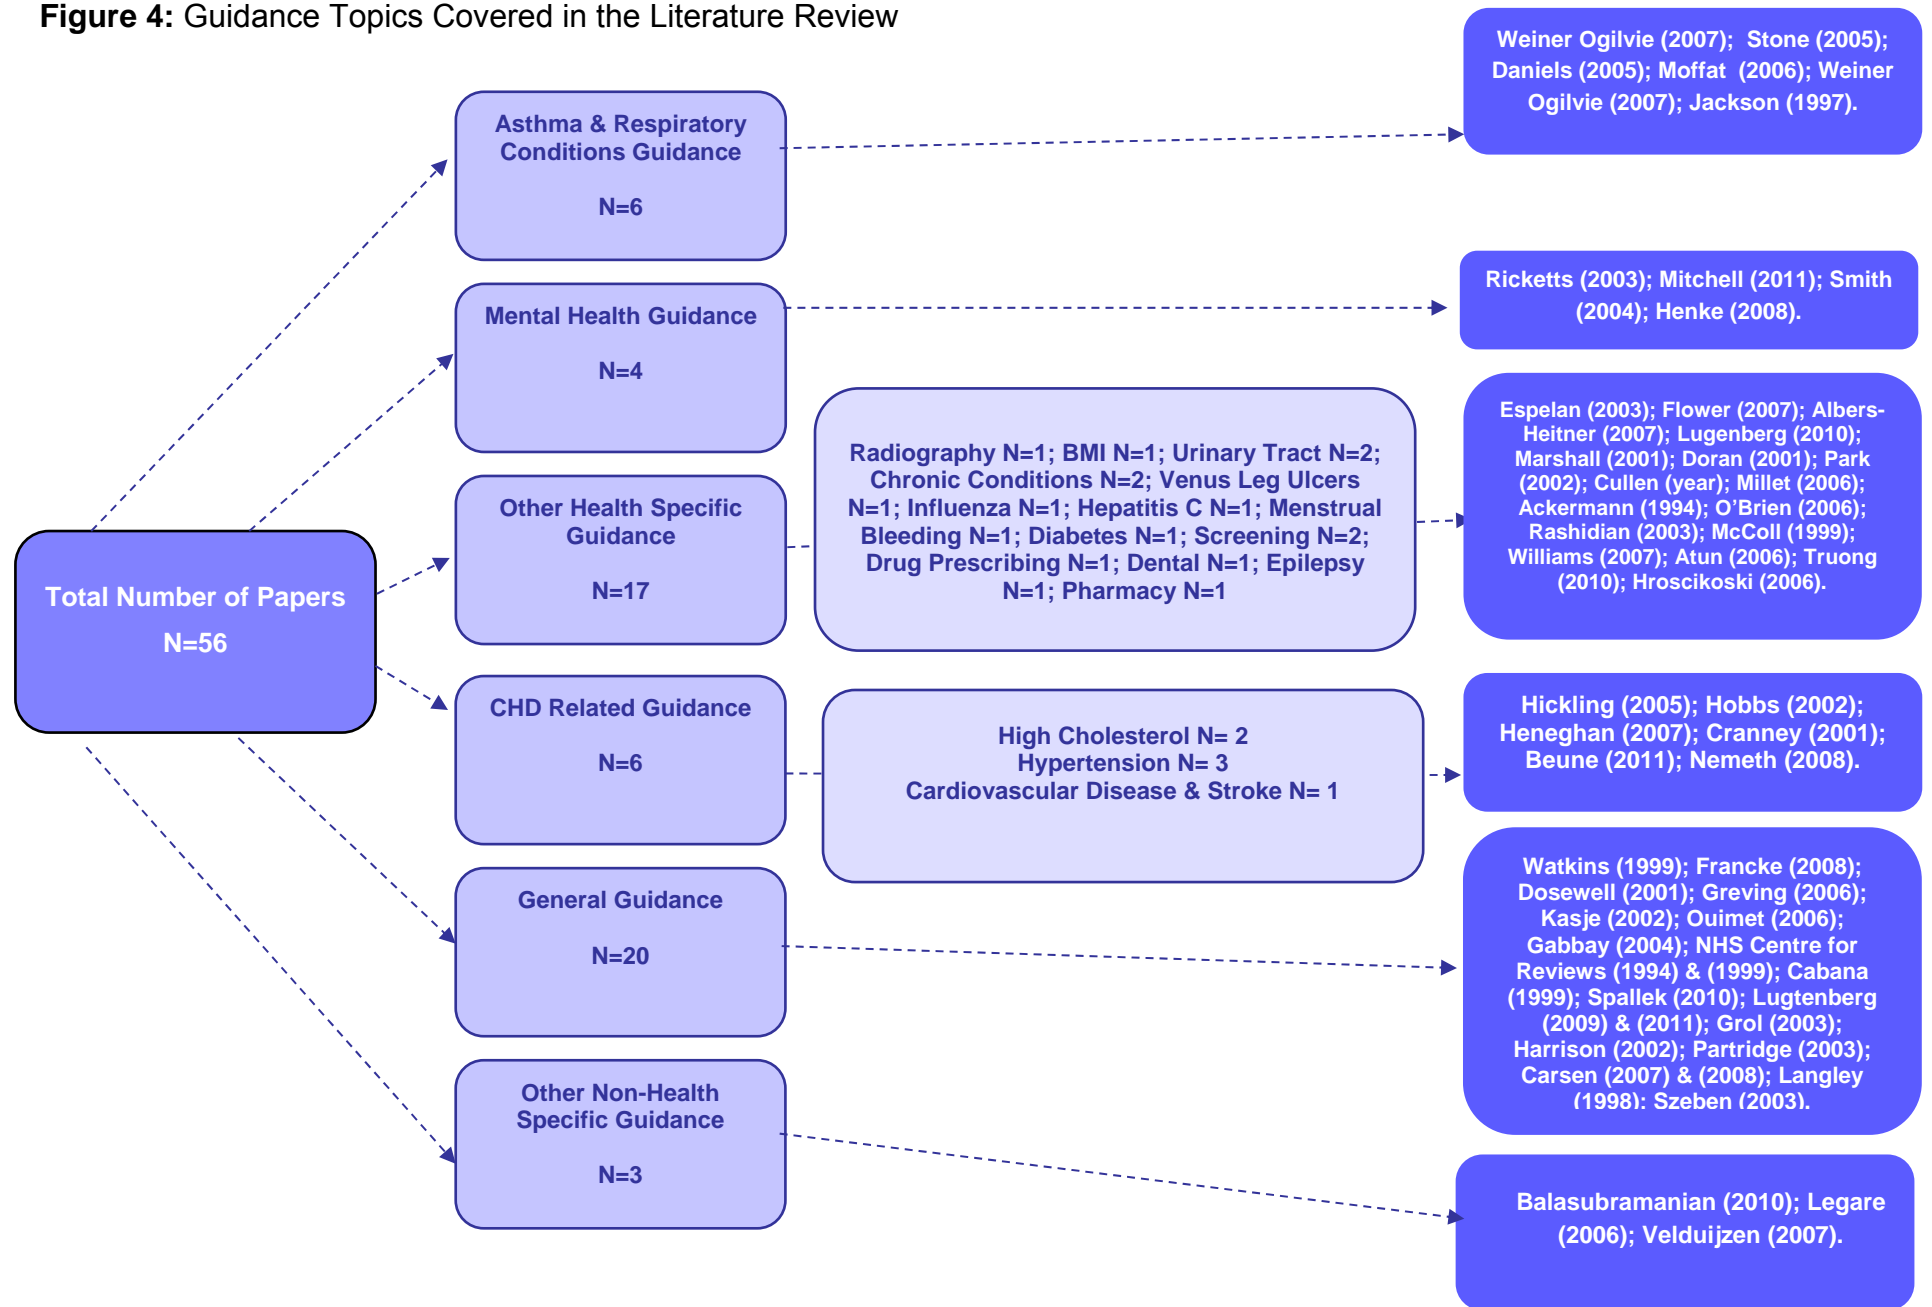 Figure 4: Guidance Topics Covered in the Literature Review
Total Number of Papers
N=56
Asthma & Respiratory
Conditions Guidance
N=6
Weiner Ogilvie (2007); Stone (2005);
Daniels (2005); Moffat (2006); Weiner
Ogilvie (2007); Jackson (1997).
Mental Health Guidance
N=4
Ricketts (2003); Mitchell (2011); Smith
(2004); Henke (2008).
Other Health Specific
Guidance
N=17
Radiography N=1; BMI N=1; Urinary Tract N=2;
Chronic Conditions N=2; Venus Leg Ulcers
N=1; Influenza N=1; Hepatitis C N=1; Menstrual
Bleeding N=1; Diabetes N=1; Screening N=2;
Drug Prescribing N=1; Dental N=1; Epilepsy
N=1; Pharmacy N=1
Espelan (2003); Flower (2007); Albers-
Heitner (2007); Lugenberg (2010);
Marshall (2001); Doran (2001); Park
(2002); Cullen (year); Millet (2006);
Ackermann (1994); O’Brien (2006);
Rashidian (2003); McColl (1999);
Williams (2007); Atun (2006); Truong
(2010); Hroscikoski (2006).
CHD Related Guidance
N=6
High Cholesterol N= 2
Hypertension N= 3
Cardiovascular Disease & Stroke N= 1
Hickling (2005); Hobbs (2002);
Heneghan (2007); Cranney (2001);
Beune (2011); Nemeth (2008).
General Guidance
N=20
Watkins (1999); Francke (2008);
Dosewell (2001); Greving (2006);
Kasje (2002); Ouimet (2006);
Gabbay (2004); NHS Centre for
Reviews (1994) & (1999); Cabana
(1999); Spallek (2010); Lugtenberg
(2009) & (2011); Grol (2003);
Harrison (2002); Partridge (2003);
Carsen (2007) & (2008); Langley
(1998); Szeben (2003).
Other Non-Health
Specific Guidance
N=3
Balasubramanian (2010); Legare
(2006); Velduijzen (2007).